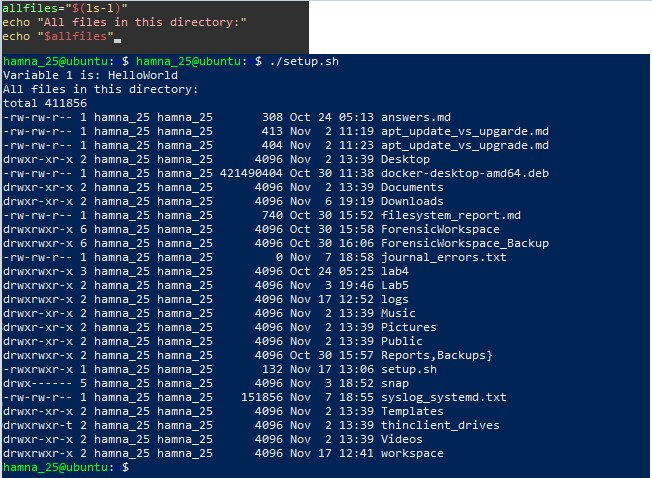 allfiles="$(ls-l)"
echo "All files in this directory:"
echo "$allfiles"
hamna_25@ubuntu: $ hamna_25@ubuntu: $ ./setup.sh
Variable 1 is: HelloWorld
All files in this directory:
total 411856
-rw-rw-r-- 1 hamna_25 hamna_25       308 Oct 24 05:13 answers.md
-rw-rw-r-- 1 hamna_25 hamna_25       413 Nov  2 11:19 apt_update_vs_upgarde.md
-rw-rw-r-- 1 hamna_25 hamna_25       404 Nov  2 11:23 apt_update_vs_upgrade.md
drwxr-xr-x 2 hamna_25 hamna_25      4096 Nov  2 13:39 Desktop
-rw-rw-r-- 1 hamna_25 hamna_25 421490404 Oct 30 11:38 docker-desktop-amd64.deb
drwxr-xr-x 2 hamna_25 hamna_25      4096 Nov  2 13:39 Documents
drwxr-xr-x 2 hamna_25 hamna_25      4096 Nov  6 19:19 Downloads
-rw-rw-r-- 1 hamna_25 hamna_25       740 Oct 30 15:52 filesystem_report.md
drwxrwxr-x 6 hamna_25 hamna_25      4096 Oct 30 15:58 ForensicWorkspace
drwxrwxr-x 6 hamna_25 hamna_25      4096 Oct 30 16:06 ForensicWorkspace_Backup
-rw-rw-r-- 1 hamna_25 hamna_25         0 Nov  7 18:58 journal_errors.txt
drwxrwxr-x 3 hamna_25 hamna_25      4096 Oct 24 05:25 lab4
drwxrwxr-x 2 hamna_25 hamna_25      4096 Nov  3 19:46 Lab5
drwxrwxr-x 2 hamna_25 hamna_25      4096 Nov 17 12:52 logs
drwxr-xr-x 2 hamna_25 hamna_25      4096 Nov  2 13:39 Music
drwxr-xr-x 2 hamna_25 hamna_25      4096 Nov  2 13:39 Pictures
drwxr-xr-x 2 hamna_25 hamna_25      4096 Nov  2 13:39 Public
drwxrwxr-x 2 hamna_25 hamna_25      4096 Oct 30 15:57 Reports,Backups}
-rwxrwxr-x 1 hamna_25 hamna_25       132 Nov 17 13:06 setup.sh
drwx------ 5 hamna_25 hamna_25      4096 Nov  3 18:52 snap
-rw-rw-r-- 1 hamna_25 hamna_25    151856 Nov  7 18:55 syslog_systemd.txt
drwxr-xr-x 2 hamna_25 hamna_25      4096 Nov  2 13:39 Templates
drwxrwxr-t 2 hamna_25 hamna_25      4096 Nov  2 13:39 thinclient_drives
drwxr-xr-x 2 hamna_25 hamna_25      4096 Nov  2 13:39 Videos
drwxrwxr-x 2 hamna_25 hamna_25      4096 Nov 17 12:41 workspace
hamna_25@ubuntu: $